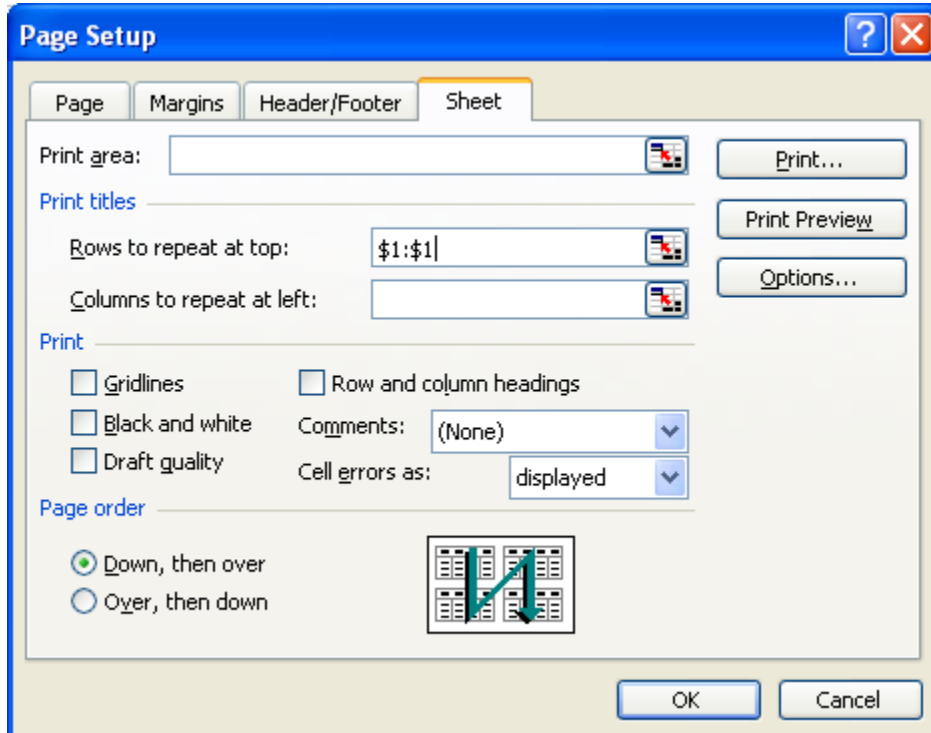 Page Setup
Page Margins Header/Footer Sheet
Print area:
Print...
Print titles
Print Preview
Rows to repeat at top: $1:$1
Options...
Columns to repeat at left:
Print
Gridlines Row and column headings
Black and white Comments: (None)
Draft quality Cell errors as: displayed
Page order
Down, then over
Over, then down
OK Cancel